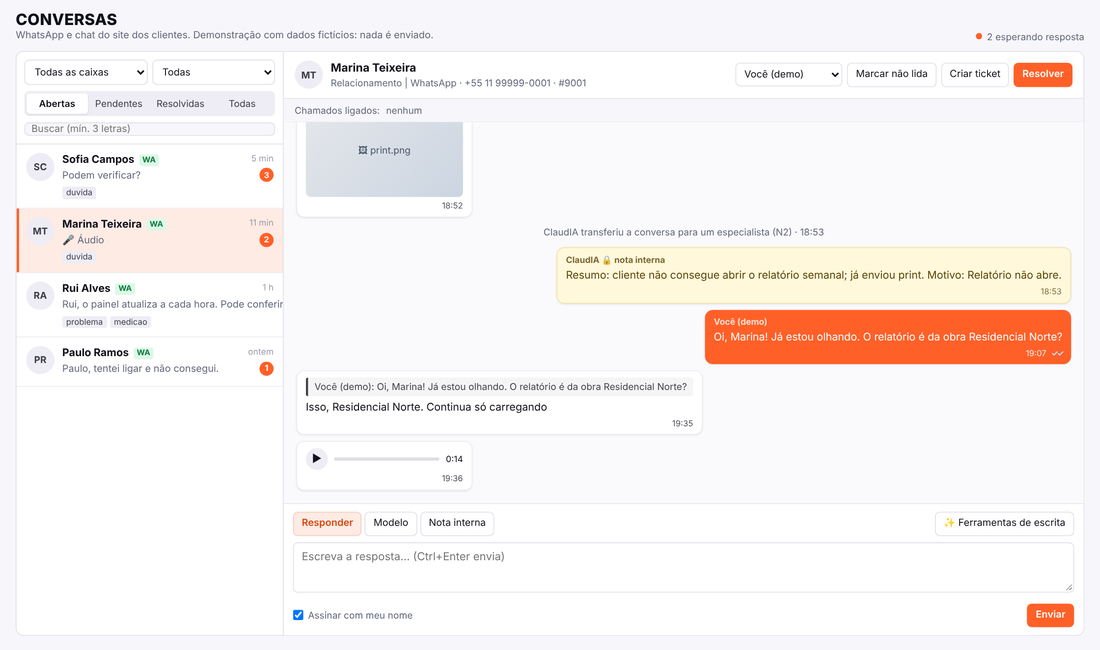 CONVERSAS
WhatsApp e chat do site dos clientes. Demonstração com dados fictícios: nada é enviado.
2 esperando resposta
Todas as caixas
Todas
Abertas
Pendentes
Resolvidas
Todas
Buscar (mín. 3 letras)
SC
Sofia Campos WA
5 min
Podem verificar?
3
duvida
MT
Marina Teixeira WA
11 min
🎤 Áudio
2
duvida
RA
Rui Alves WA
1 h
Rui, o painel atualiza a cada hora. Pode conferir
problema
medicao
PR
Paulo Ramos WA
ontem
Paulo, tentei ligar e não consegui.
1
MT
Marina Teixeira
Relacionamento | WhatsApp · +55 11 99999-0001 · #9001
Você (demo)
Marcar não lida
Criar ticket
Resolver
Chamados ligados: nenhum
🖼 print.png
18:52
ClaudIA transferiu a conversa para um especialista (N2) · 18:53
ClaudIA 🔒 nota interna
Resumo: cliente não consegue abrir o relatório semanal; já enviou print. Motivo: Relatório não abre.
18:53
Você (demo)
Oi, Marina! Já estou olhando. O relatório é da obra Residencial Norte?
19:07 ✓✓
Você (demo): Oi, Marina! Já estou olhando. O relatório é da obra Residencial Norte?
Isso, Residencial Norte. Continua só carregando
19:35
0:14
19:36
Responder
Modelo
Nota interna
✨ Ferramentas de escrita
Escreva a resposta... (Ctrl+Enter envia)
Assinar com meu nome
Enviar